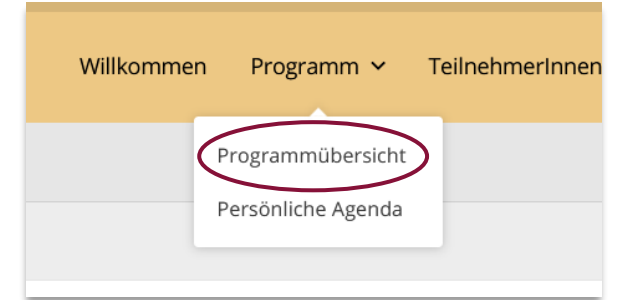 Willkommen Programm TeilnehmerInnen
Programmübersicht
Persönliche Agenda